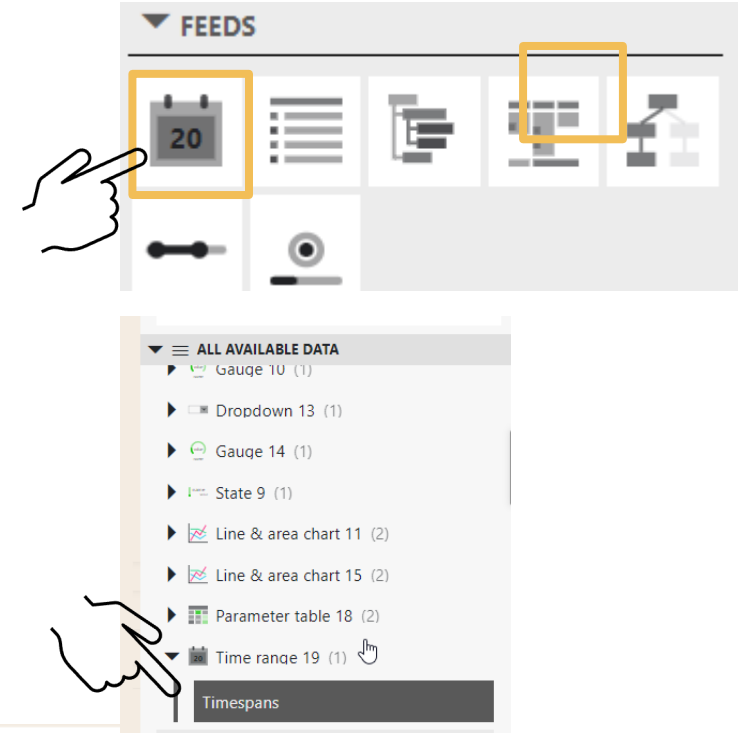 FEEDS
20
ALL AVAILABLE DATA
Gauge 10 (1)
Dropdown 13 (1)
Gauge 14 (1)
State 9 (1)
Line & area chart 11 (2)
Line & area chart 15 (2)
Parameter table 18 (2)
20 Time range 19 (1)
Timespans